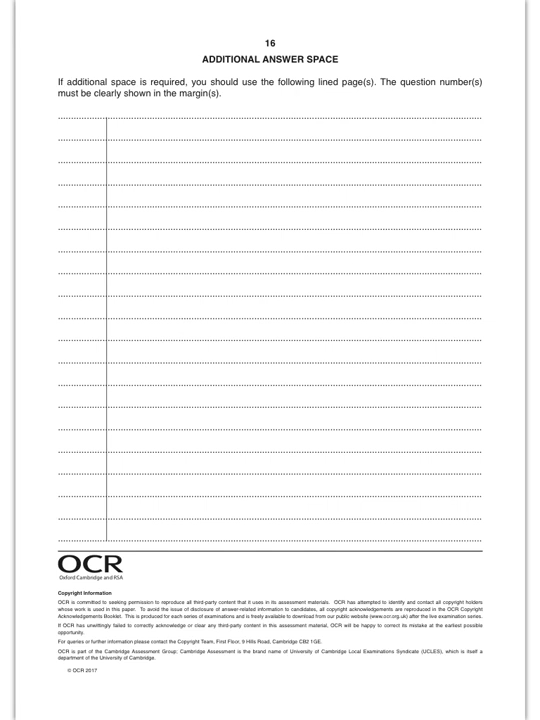 16
ADDITIONAL ANSWER SPACE
If additional space is required, you should use the following lined page(s). The question number(s)
must be clearly shown in the margin(s).
OCR
Oxford Cambridge and RSA
Copyright Information
OCR is committed to seeking permission to reproduce all third-party content that it uses in its assessment materials. OCR has attempted to identify and contact all copyright holders
whose work is used in this paper. To avoid the issue of disclosure of answer-related information to candidates, all copyright acknowledgements are reproduced in the OCR Copyright
Acknowledgements Booklet. This is produced for each series of examinations and is freely available to download from our public website (www.ocr.org.uk) after the live examination series.
If OCR has unwittingly failed to correctly acknowledge or clear any third-party content in this assessment material, OCR will be happy to correct its mistake at the earliest possible
opportunity.
For queries or further information please contact the Copyright Team, First Floor, 9 Hills Road, Cambridge CB2 1GE.
OCR is part of the Cambridge Assessment Group; Cambridge Assessment is the brand name of University of Cambridge Local Examinations Syndicate (UCLES), which is itself a
department of the University of Cambridge.
© OCR 2017